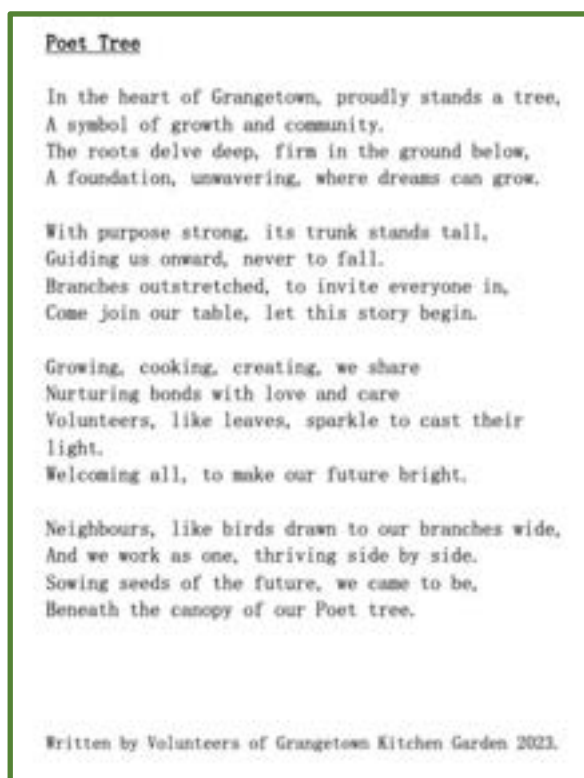 Poet Tree
In the heart of Grangetown, proudly stands a tree,
A symbol of growth and community.
The roots delve deep, firm in the ground below,
A foundation, unwavering, where dreams can grow.
With purpose strong, its trunk stands tall,
Guiding us onward, never to fall.
Branches outstretched, to invite everyone in,
Come join our table, let this story begin.
Growing, cooking, creating, we share
Nurturing bonds with love and care
Volunteers, like leaves, sparkle to cast their
light.
Welcoming all, to make our future bright.
Neighbours, like birds drawn to our branches wide,
And we work as one, thriving side by side.
Sowing seeds of the future, we came to be,
Beneath the canopy of our Poet tree.
Written by Volunteers of Grangetown Kitchen Garden 2023.